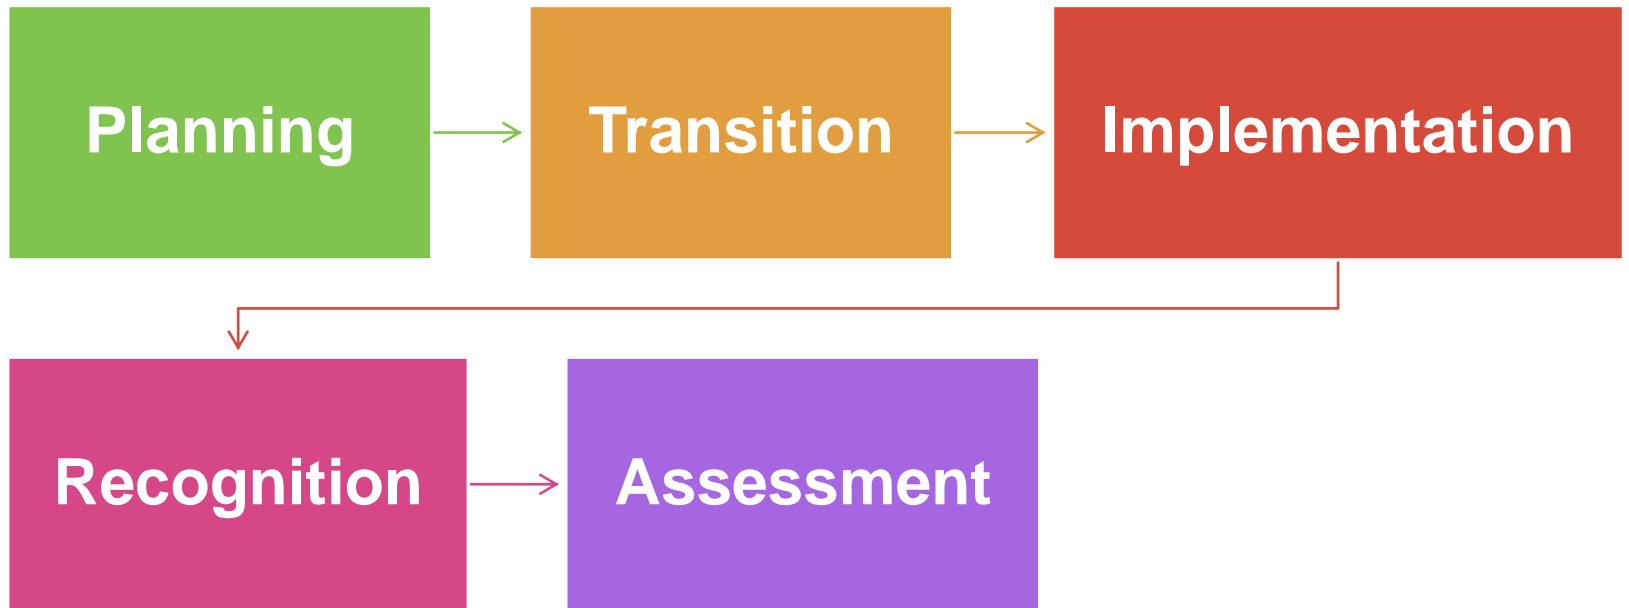 Planning
Transition
Implementation
Recognition
Assessment